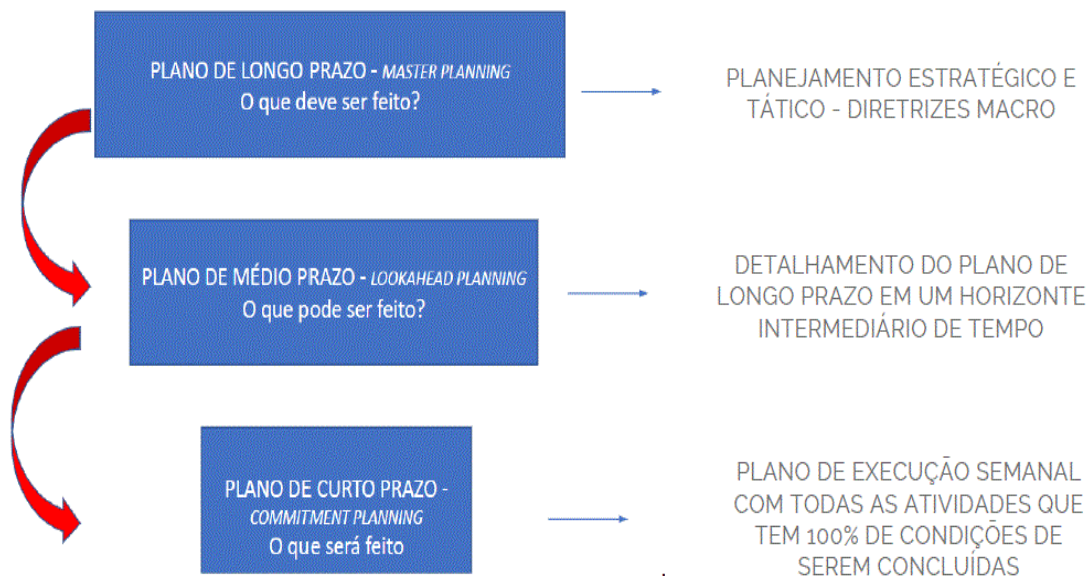 PLANO DE LONGO PRAZO - MASTER PLANNING
O que deve ser feito?
PLANEJAMENTO ESTRATÉGICO E
TÁTICO - DIRETRIZES MACRO
PLANO DE MÉDIO PRAZO - LOOKAHEAD PLANNING
O que pode ser feito?
DETALHAMENTO DO PLANO DE
LONGO PRAZO EM UM HORIZONTE
INTERMEDIÁRIO DE TEMPO
PLANO DE CURTO PRAZO -
COMMITMENT PLANNING
O que será feito
PLANO DE EXECUÇÃO SEMANAL
COM TODAS AS ATIVIDADES QUE
TEM 100% DE CONDIÇÕES DE
SEREM CONCLUÍDAS